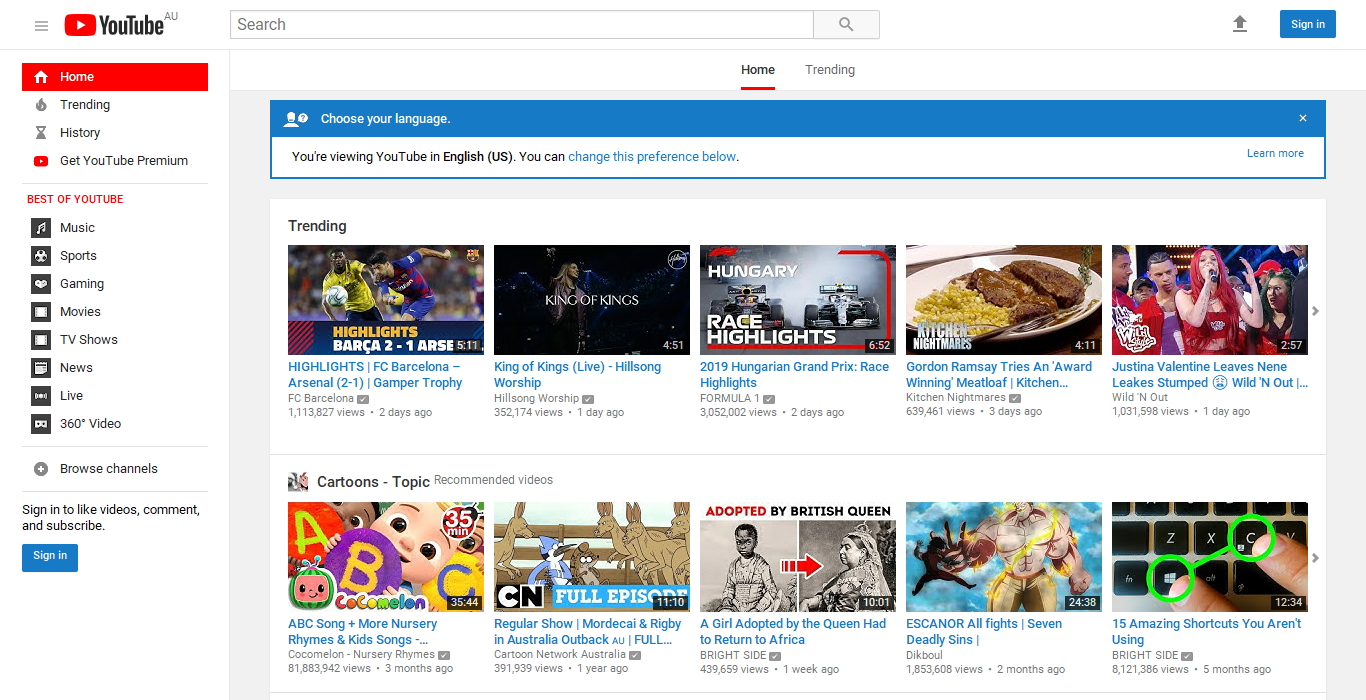 YouTube AU
Search
Sign in
Home
Trending
History
Get YouTube Premium
BEST OF YOUTUBE
Music
Sports
Gaming
Movies
TV Shows
News
Live
360° Video
Browse channels
Sign in to like videos, comment,
and subscribe.
Sign in
Home Trending
Choose your language. ×
You're viewing YouTube in English (US). You can change this preference below.
Learn more
Trending
HIGHLIGHTS
BARÇA 2 - 1 ARSE
5:11
HIGHLIGHTS | FC Barcelona –
Arsenal (2-1) | Gamper Trophy
FC Barcelona
1,113,827 views • 2 days ago
Hillsong
KING OF KINGS
4:51
King of Kings (Live) - Hillsong
Worship
Hillsong Worship
352,174 views • 1 day ago
HUNGARY
RACE
HIGHLIGHTS
6:52
2019 Hungarian Grand Prix: Race
Highlights
FORMULA 1
3,052,002 views • 2 days ago
KITCHEN
NIGHTMARES
4:11
Gordon Ramsay Tries An 'Award
Winning' Meatloaf | Kitchen...
Kitchen Nightmares
639,461 views • 3 days ago
Wild
Style
2:57
Justina Valentine Leaves Nene
Leakes Stumped 😩 Wild 'N Out |...
Wild 'N Out
1,031,598 views • 1 day ago
Cartoons - Topic Recommended videos
A B C
35
min
CoComelon
35:44
ABC Song + More Nursery
Rhymes & Kids Songs -...
Cocomelon - Nursery Rhymes
81,883,942 views • 3 months ago
CN FULL EPISODE
11:10
Regular Show | Mordecai & Rigby
in Australia Outback AU | FULL...
Cartoon Network Australia
391,939 views • 1 year ago
ADOPTED BY BRITISH QUEEN
10:01
A Girl Adopted by the Queen Had
to Return to Africa
BRIGHT SIDE
439,659 views • 1 week ago
24:38
ESCANOR All fights | Seven
Deadly Sins |
Dikboul
1,853,608 views • 2 months ago
Z X C V
fn alt
12:34
15 Amazing Shortcuts You Aren't
Using
BRIGHT SIDE
8,121,386 views • 5 months ago